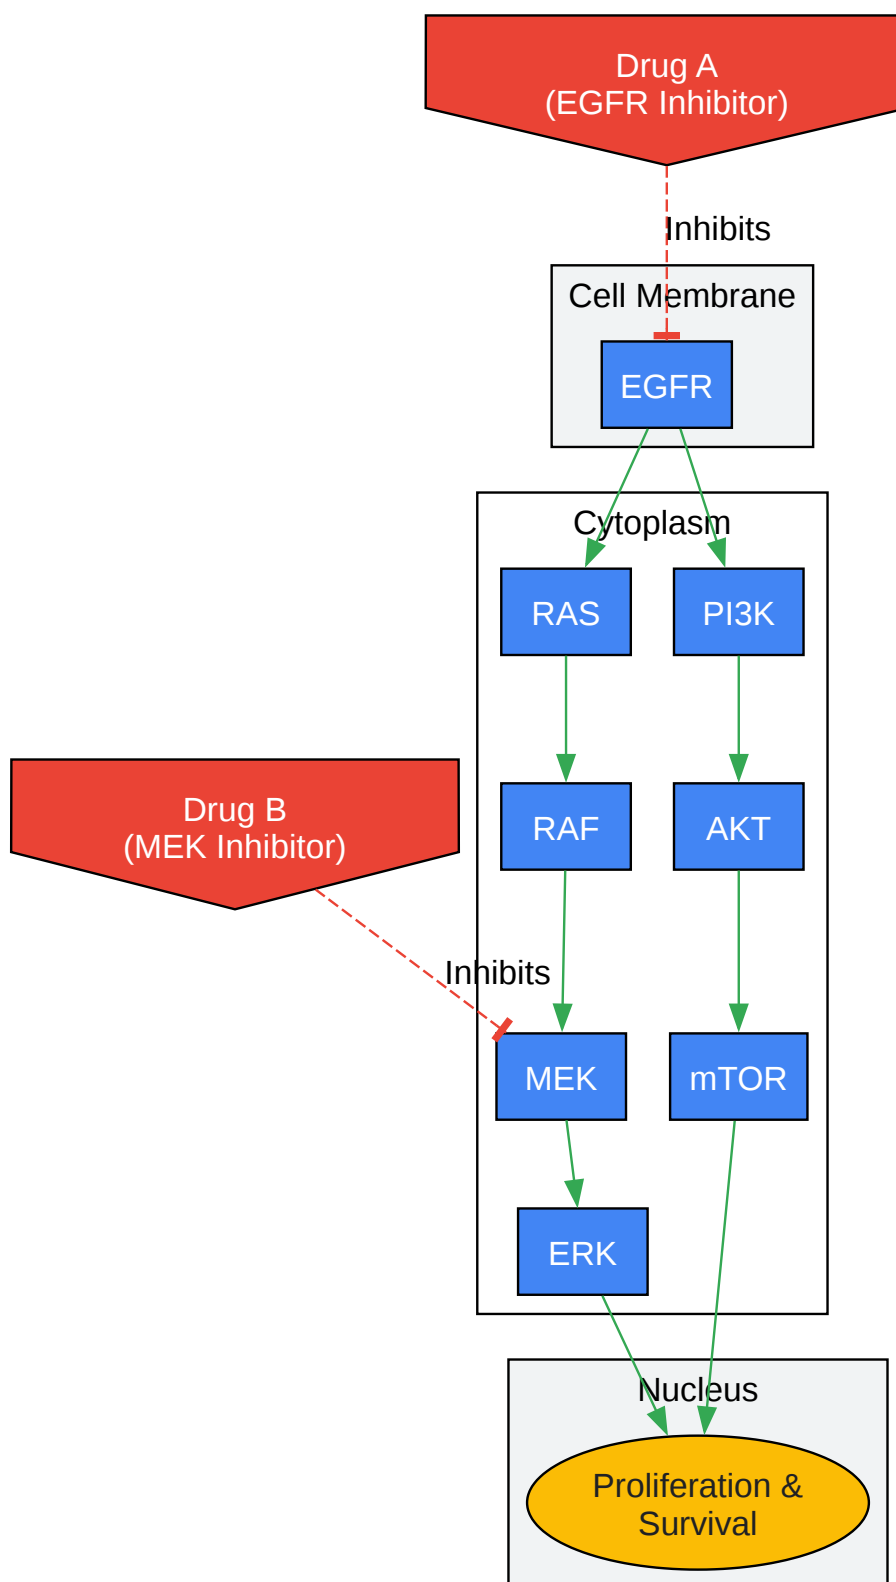 Drug A
(EGFR Inhibitor)
Inhibits
Cell Membrane
EGFR
Cytoplasm
RAS
PI3K
Drug B
(MEK Inhibitor)
RAF
AKT
Inhibits
MEK
mTOR
ERK
Nucleus
Proliferation &
Survival